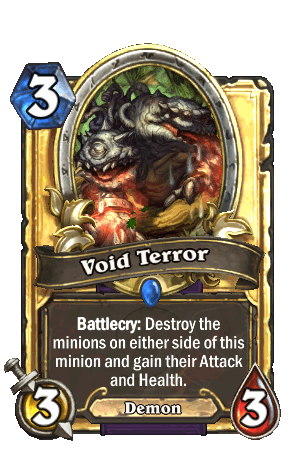 3
Void Terror
Battlecry: Destroy the
minions on either side of this
minion and gain their Attack
and Health.
3
Demon
3